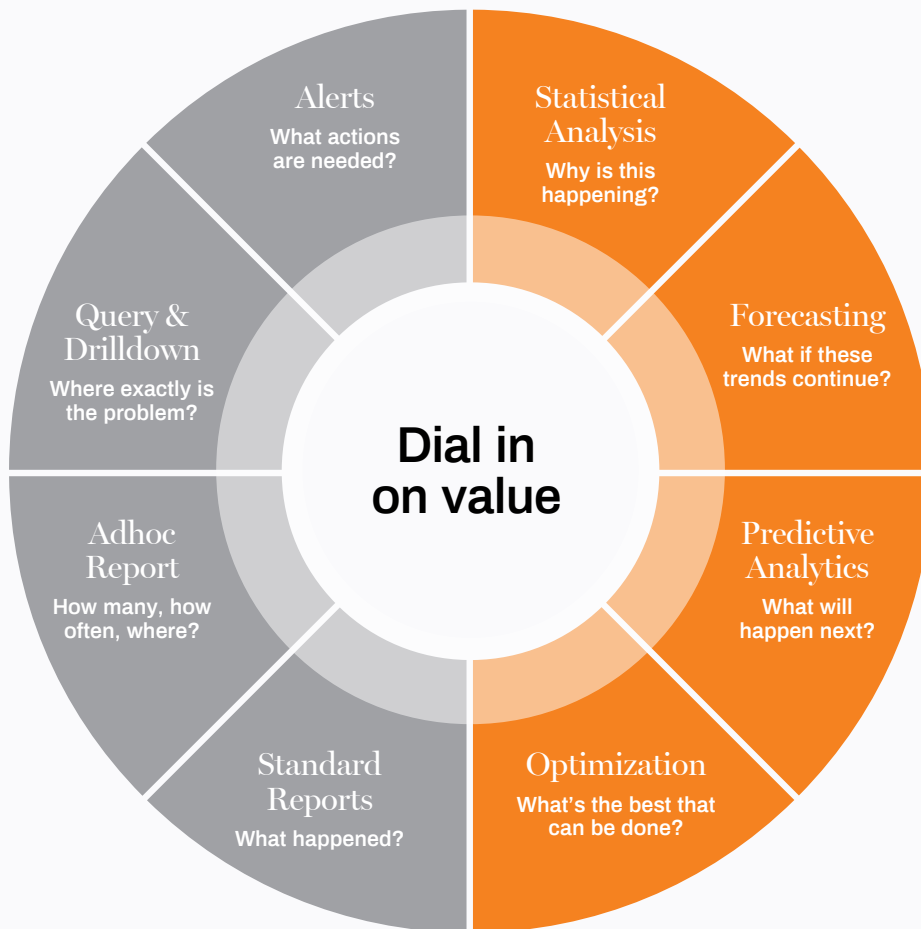 Alerts
What actions
are needed?
Statistical
Analysis
Why is this
happening?
Query &
Drilldown
Where exactly is
the problem?
Forecasting
What if these
trends continue?
Dial in
on value
Adhoc
Report
How many, how
often, where?
Predictive
Analytics
What will
happen next?
Standard
Reports
What happened?
Optimization
What's the best that
can be done?